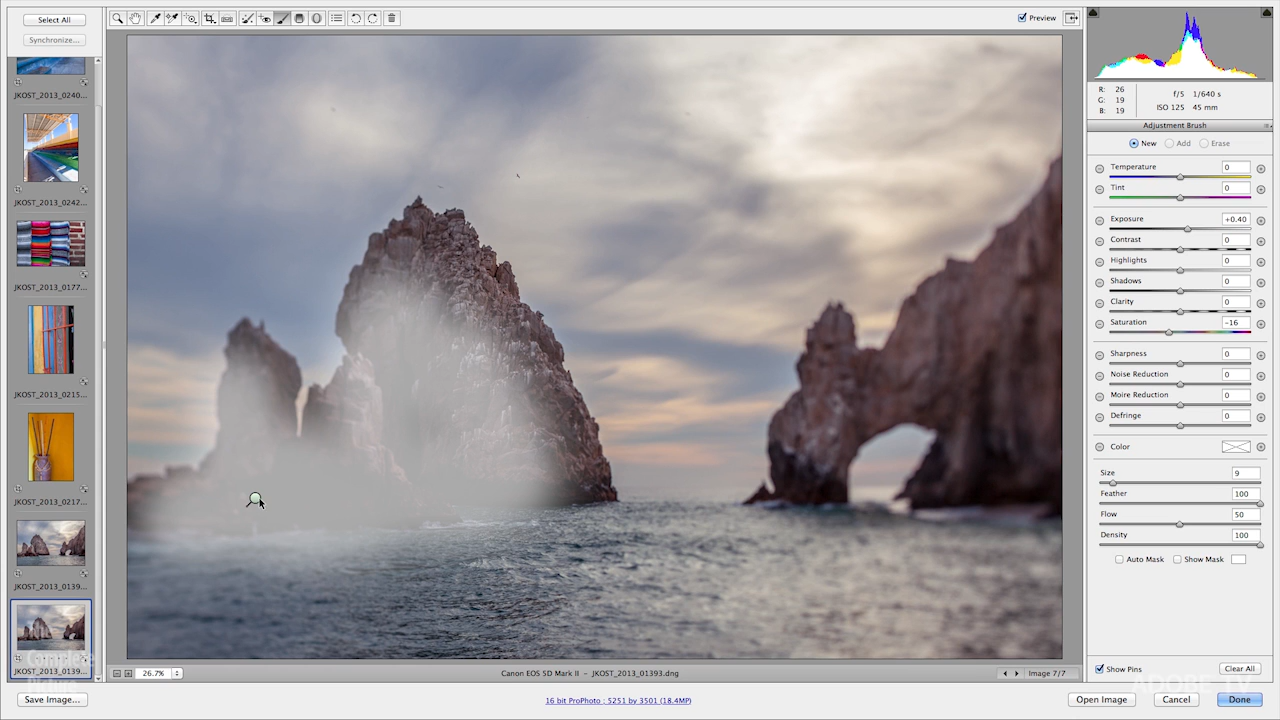 Select All
Synchronize...
JKOST_2013_0240...
JKOST_2013_0242...
JKOST_2013_0177...
JKOST_2013_0215...
JKOST_2013_0217...
JKOST_2013_0139...
JKOST_2013_0139...
Complete
Picture
Save Image...
Preview
26.7%
Canon EOS 5D Mark II – JKOST_2013_01393.dng
Image 7/7
16 bit ProPhoto ; 5251 by 3501 (18.4MP)
R: 26
G: 19
B: 19
f/5 1/640 s
ISO 125 45 mm
Adjustment Brush
New Add Erase
Temperature 0
Tint 0
Exposure +0.40
Contrast 0
Highlights 0
Shadows 0
Clarity 0
Saturation -16
Sharpness 0
Noise Reduction 0
Moire Reduction 0
Defringe 0
Color
Size 9
Feather 100
Flow 50
Density 100
Auto Mask Show Mask
Show Pins Clear All
ADOBE TV
Open Image Cancel Done